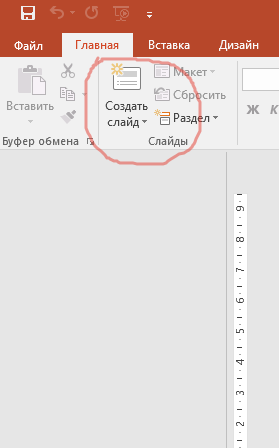 Файл Главная Вставка Дизайн
Вставить
Создать слайд
Макет
Сбросить
Раздел
Ж К
Буфер обмена Слайды
9
8
7
6
5
4
3
2